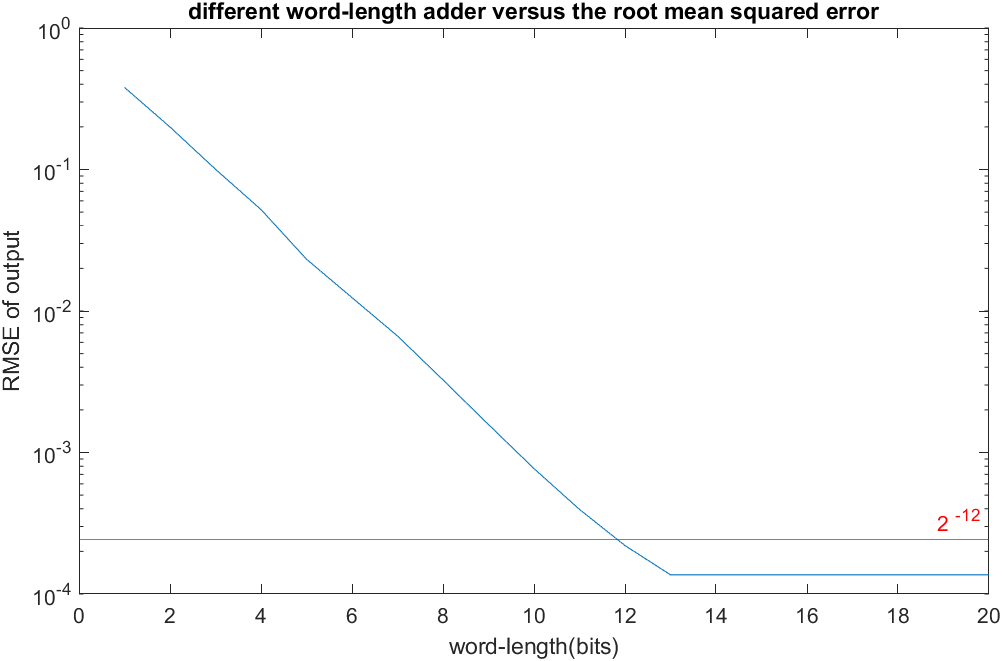 different word-length adder versus the root mean squared error
10^0
10^-1
10^-2
10^-3
10^-4
RMSE of output
2^-12
0 2 4 6 8 10 12 14 16 18 20
word-length(bits)